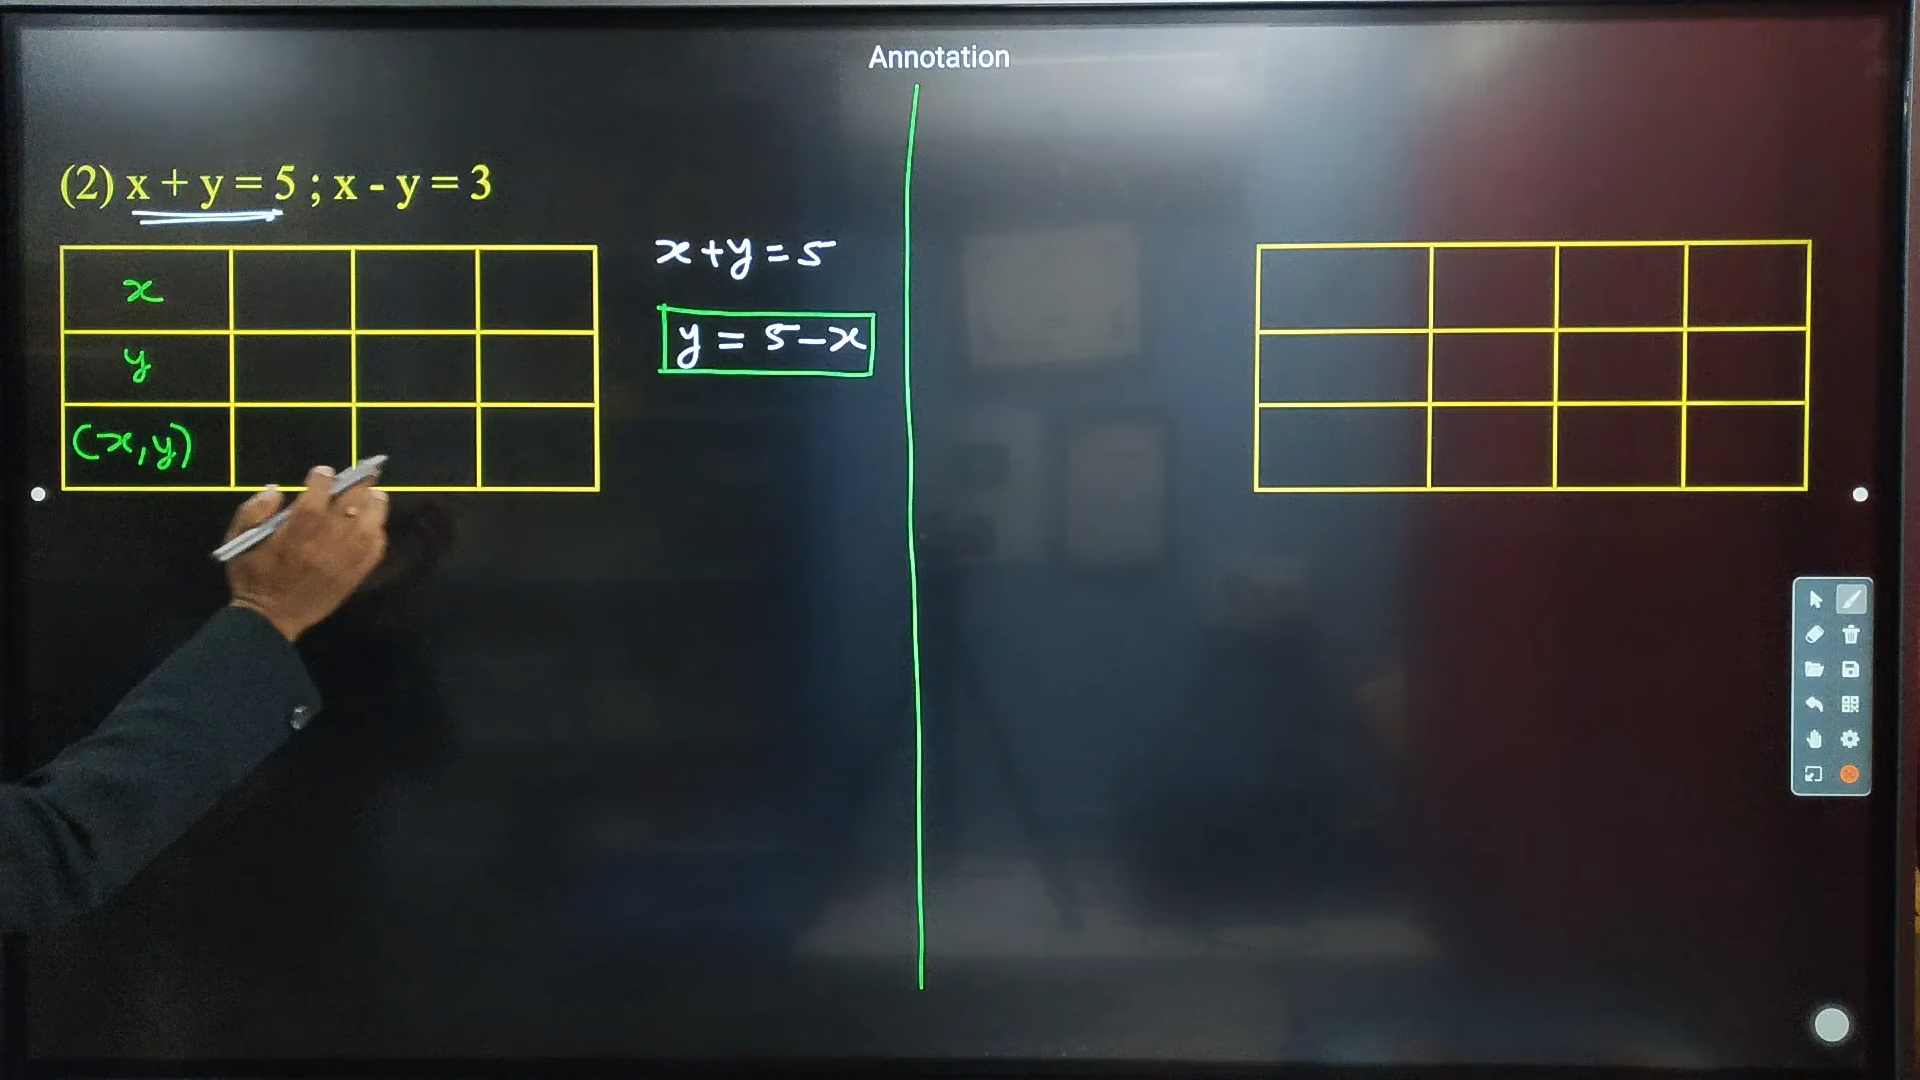 Annotation
(2) x + y = 5 ; x - y = 3
x
y
(x,y)
x+y=5
y = 5-x